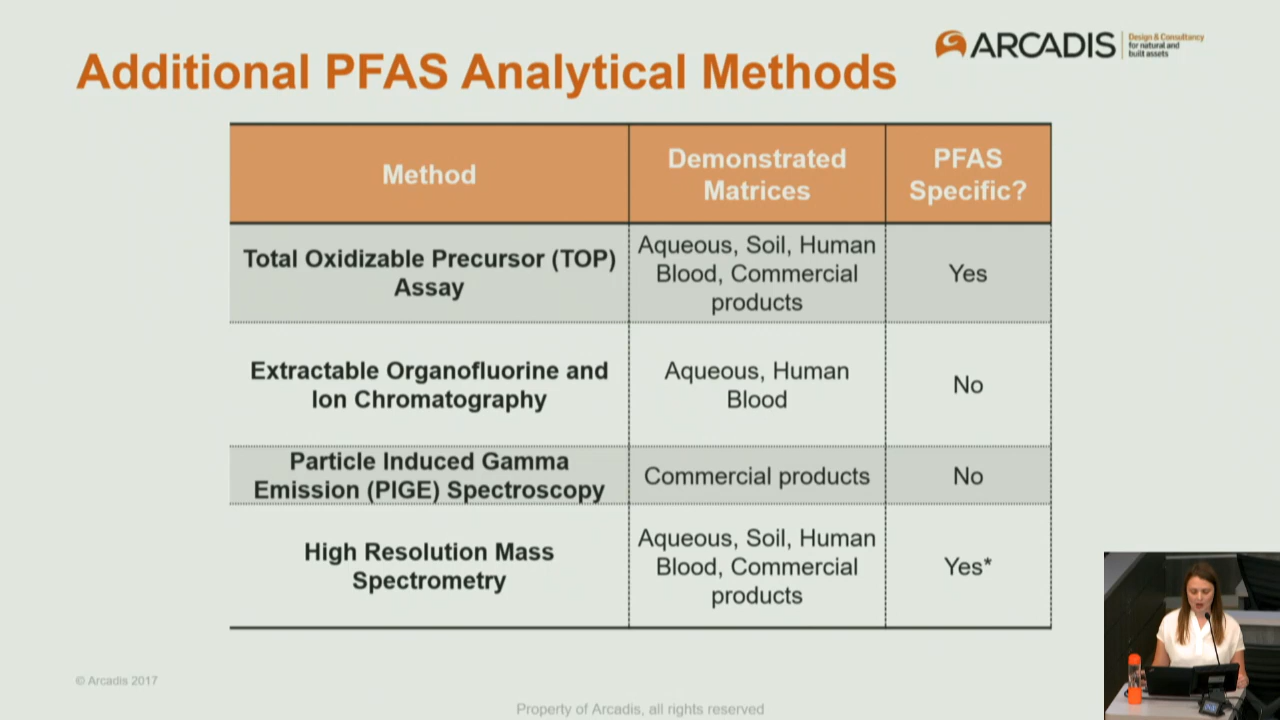 ARCADIS
Design & Consultancy
for natural and
built assets
Additional PFAS Analytical Methods
Method
Demonstrated
Matrices
PFAS
Specific?
Total Oxidizable Precursor (TOP)
Assay
Aqueous, Soil, Human
Blood, Commercial
products
Yes
Extractable Organofluorine and
Ion Chromatography
Aqueous, Human
Blood
No
Particle Induced Gamma
Emission (PIGE) Spectroscopy
Commercial products
No
High Resolution Mass
Spectrometry
Aqueous, Soil, Human
Blood, Commercial
products
Yes*
© Arcadis 2017
Property of Arcadis, all rights reserved